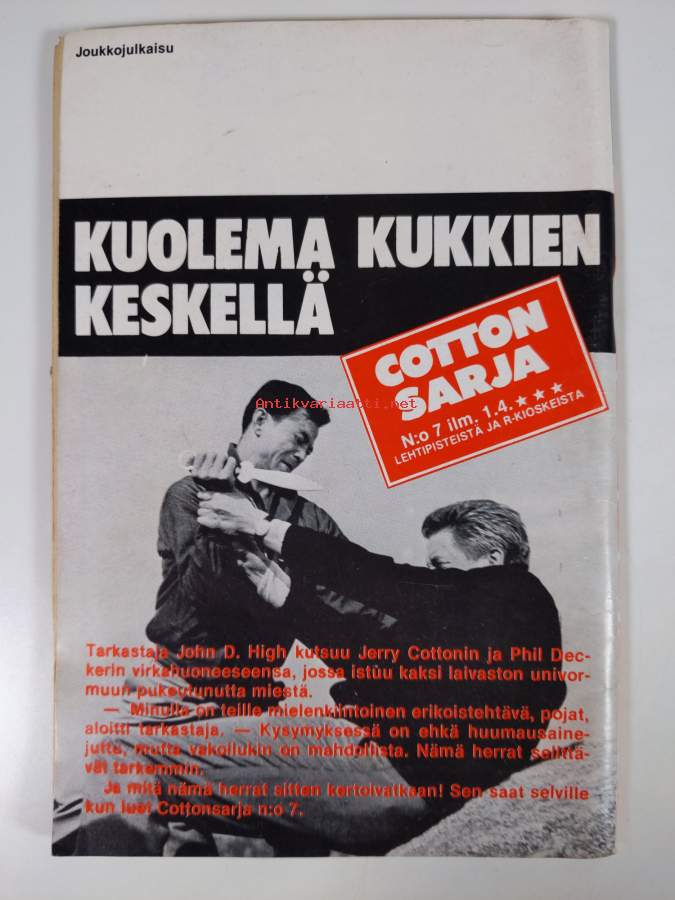 Joukkojulkaisu
KUOLEMA KUKKIEN
KESKELLÄ
COTTON
SARJA
N:o 7 ilm. 1.4. ★★★
LEHTIPISTEISTÄ JA R-KIOSKEISTA
Antikvariaatti.net
Tarkastaja John D. High kutsuu Jerry Cottonin ja Phil Dec-
kerin virkahuoneeseensa, jossa istuu kaksi laivaston univor-
muun pukeutunutta miestä.
— Minulla on teille mielenkiintoinen erikoistehtävä, pojat,
aloitti tarkastaja. — Kysymyksessä on ehkä huumausaine-
juttu, mutta vakoilukin on mahdollista. Nämä herrat selittä-
vät tarkemmin.
Ja mitä nämä herrat sitten kertoivatkaan! Sen saat selville
kun luet Cottonsarja n:o 7.